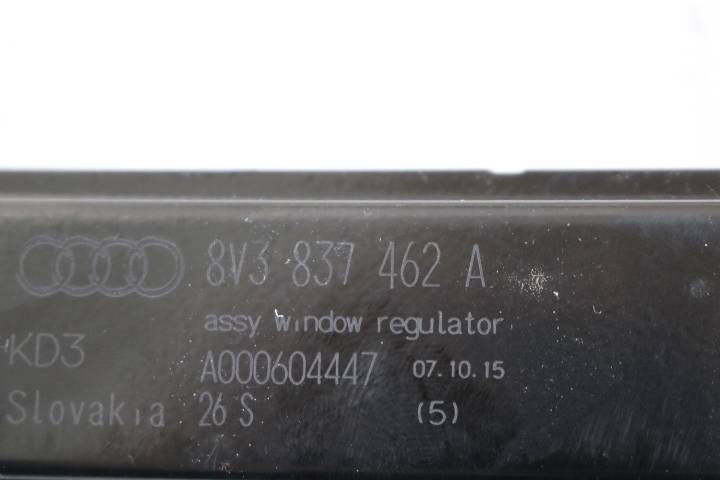 8V3 837 462 A
assy window regulator
KD3 A000604447 07.10.15
Slovakia 26 S (5)